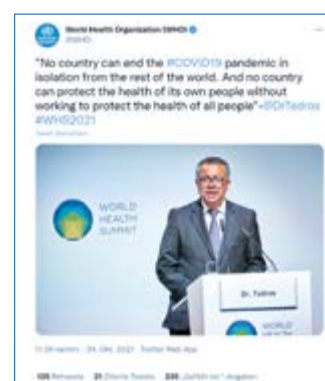 World Health Organization (WHO)
@WHO
"No country can end the #COVID19 pandemic in
isolation from the rest of the world. And no country
can protect the health of its own people without
working to protect the health of all people"-@DrTedros
#WHS2021
WORLD
HEALTH
SUMMIT
Dr. Tedros
24. Okt. 2021 · Twitter Web App